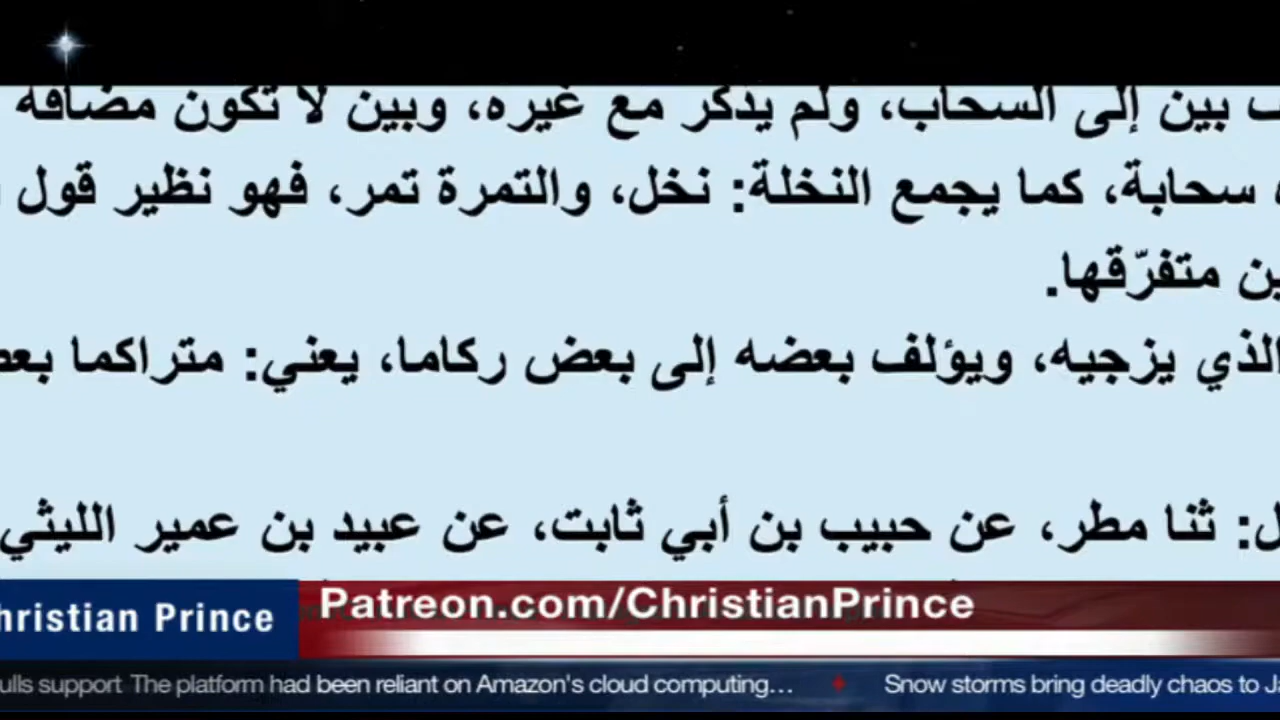 بين إلى السحاب، ولم يذكر مع غيره، وبين لا تكون مضافة
سحابة، كما يجمع النخلة: نخل، والتمرة تمر، فهو نظير قول
متفرّقها.
الذي يزجيه، ويؤلف بعضه إلى بعض ركاما، يعني: متراكما
ثنا مطر، عن حبيب بن أبي ثابت، عن عبيد بن عمير الليثي
Christian Prince
Patreon.com/ChristianPrince
support The platform had been reliant on Amazon's cloud computing... Snow storms bring deadly chaos to